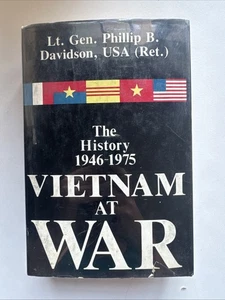 Lt. Gen. Phillip B.
Davidson, USA (Ret.)
The
History
1946-1975
VIETNAM
AT
WAR